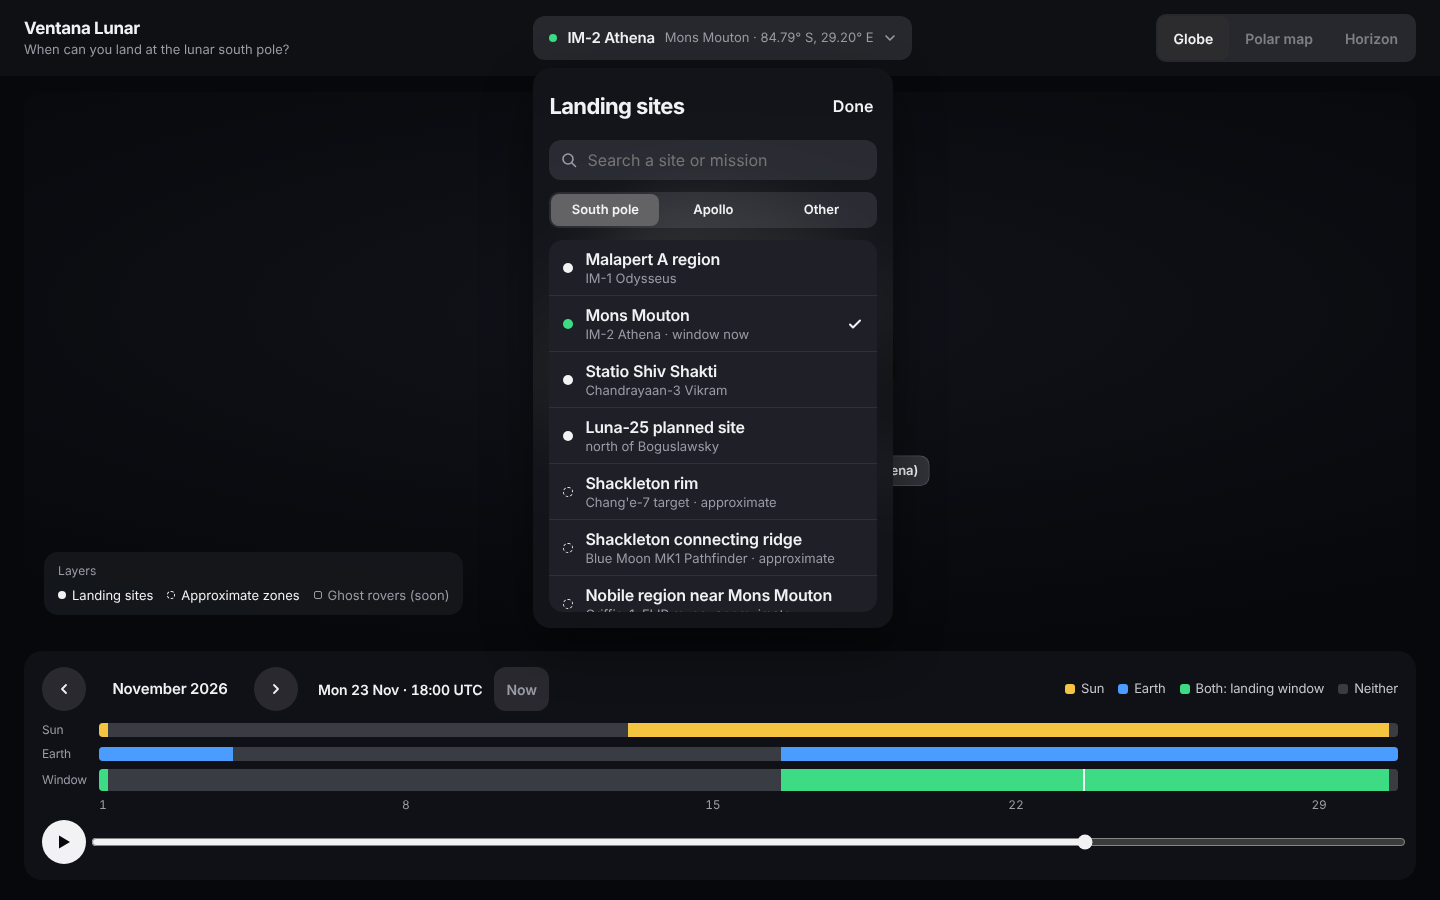 Ventana Lunar
When can you land at the lunar south pole?
IM-2 Athena Mons Mouton · 84.79° S, 29.20° E
Globe Polar map Horizon
Landing sites Done
Search a site or mission
South pole Apollo Other
Malapert A region
IM-1 Odysseus
Mons Mouton
IM-2 Athena · window now
Statio Shiv Shakti
Chandrayaan-3 Vikram
Luna-25 planned site
north of Boguslawsky
ena)
Shackleton rim
Chang'e-7 target · approximate
Shackleton connecting ridge
Blue Moon MK1 Pathfinder · approximate
Nobile region near Mons Mouton
Layers
Landing sites Approximate zones Ghost rovers (soon)
November 2026 Mon 23 Nov · 18:00 UTC Now
Sun Earth Both: landing window Neither
Sun
Earth
Window
1 8 15 22 29